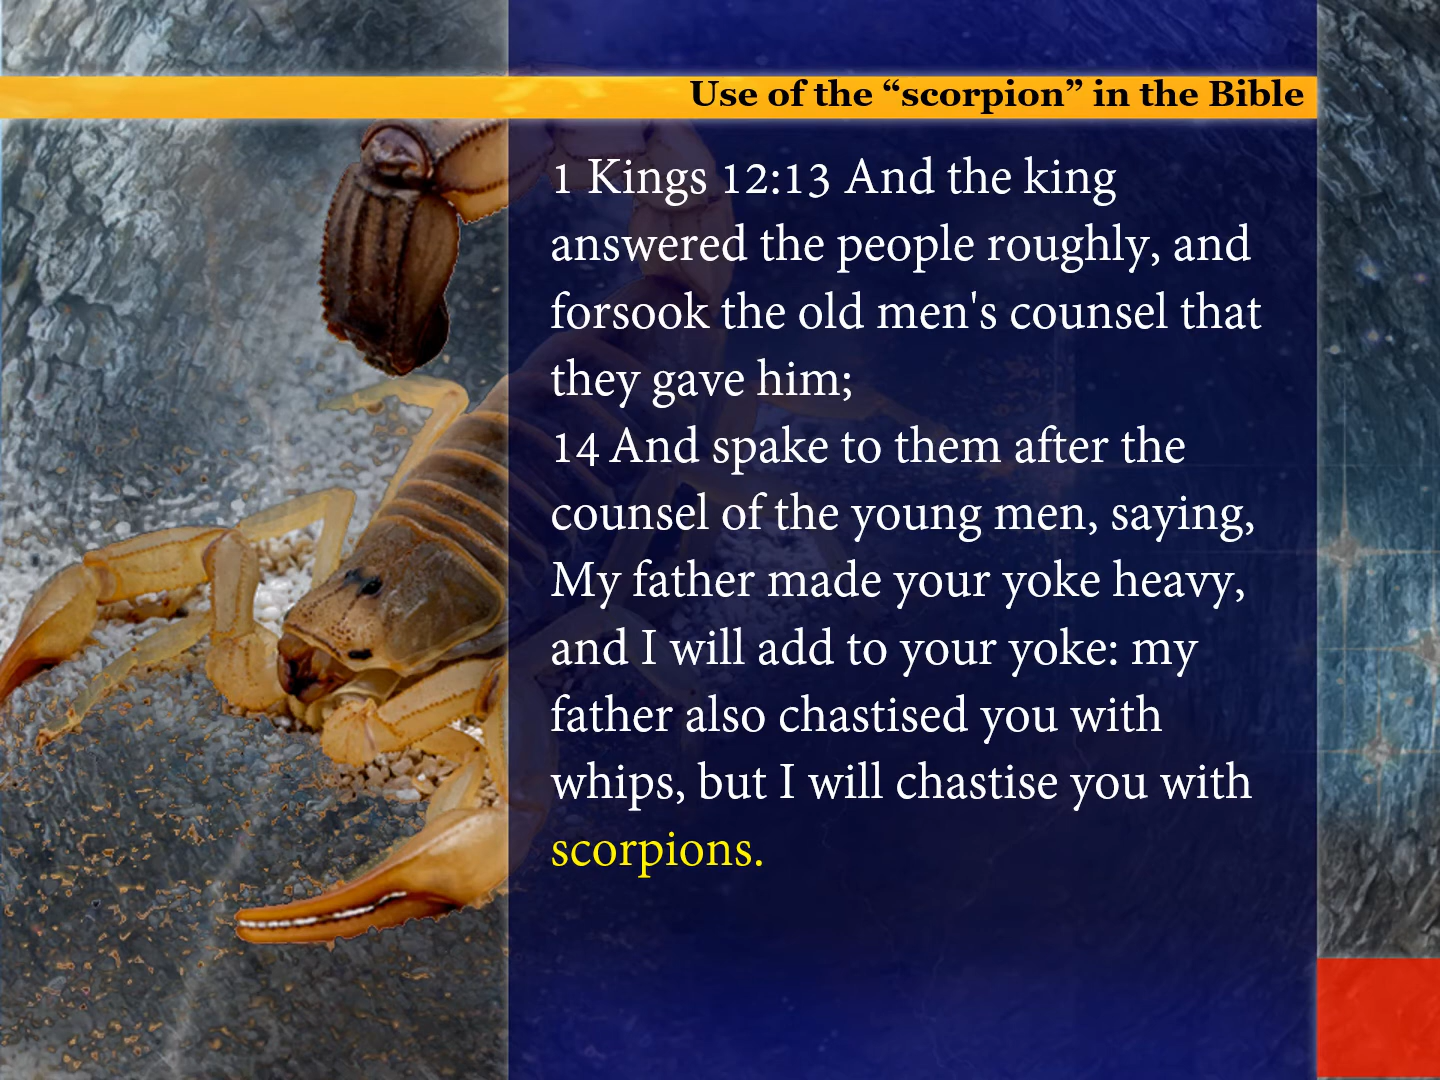 Use of the “scorpion” in the Bible
1 Kings 12:13 And the king
answered the people roughly, and
forsook the old men's counsel that
they gave him;
14 And spake to them after the
counsel of the young men, saying,
My father made your yoke heavy,
and I will add to your yoke: my
father also chastised you with
whips, but I will chastise you with
scorpions.